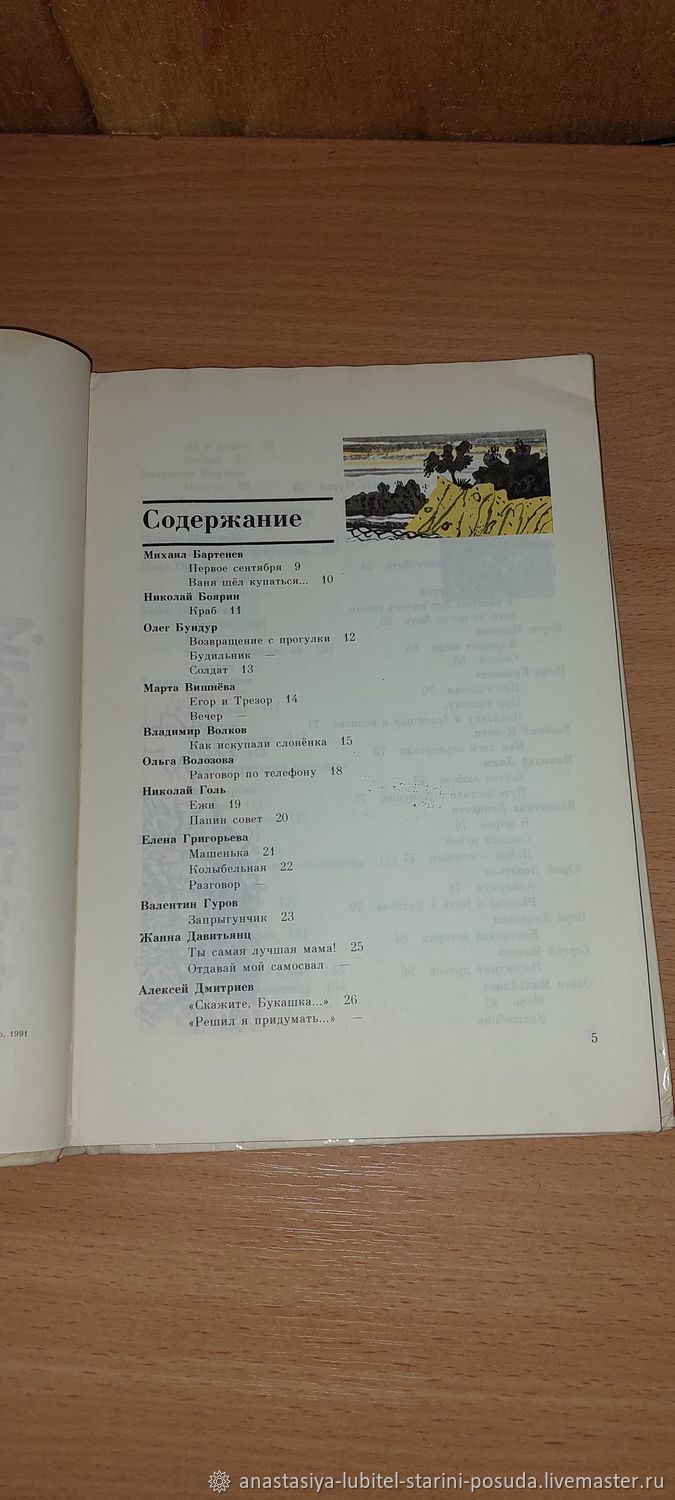 Содержание
Михаил Бартенев
Первое сентября 9
Ваня шёл купаться... 10
Николай Боярин
Краб 11
Олег Бундур
Возвращение с прогулки 12
Будильник —
Солдат 13
Марта Вишнёва
Егор и Трезор 14
Вечер —
Владимир Волков
Как искупали слонёнка 15
Ольга Волозова
Разговор по телефону 18
Николай Голь
Ежи 19
Папин совет 20
Елена Григорьева
Машенька 21
Колыбельная 22
Разговор —
Валентин Гуров
Запрыгунчик 23
Жанна Давитьянц
Ты самая лучшая мама! 25
Отдавай мой самосвал —
Алексей Дмитриев
«Скажите, Букашка...» 26
«Решил я придумать...» —
5
, 1991
anastasiya-lubitel-starini-posuda.livemaster.ru